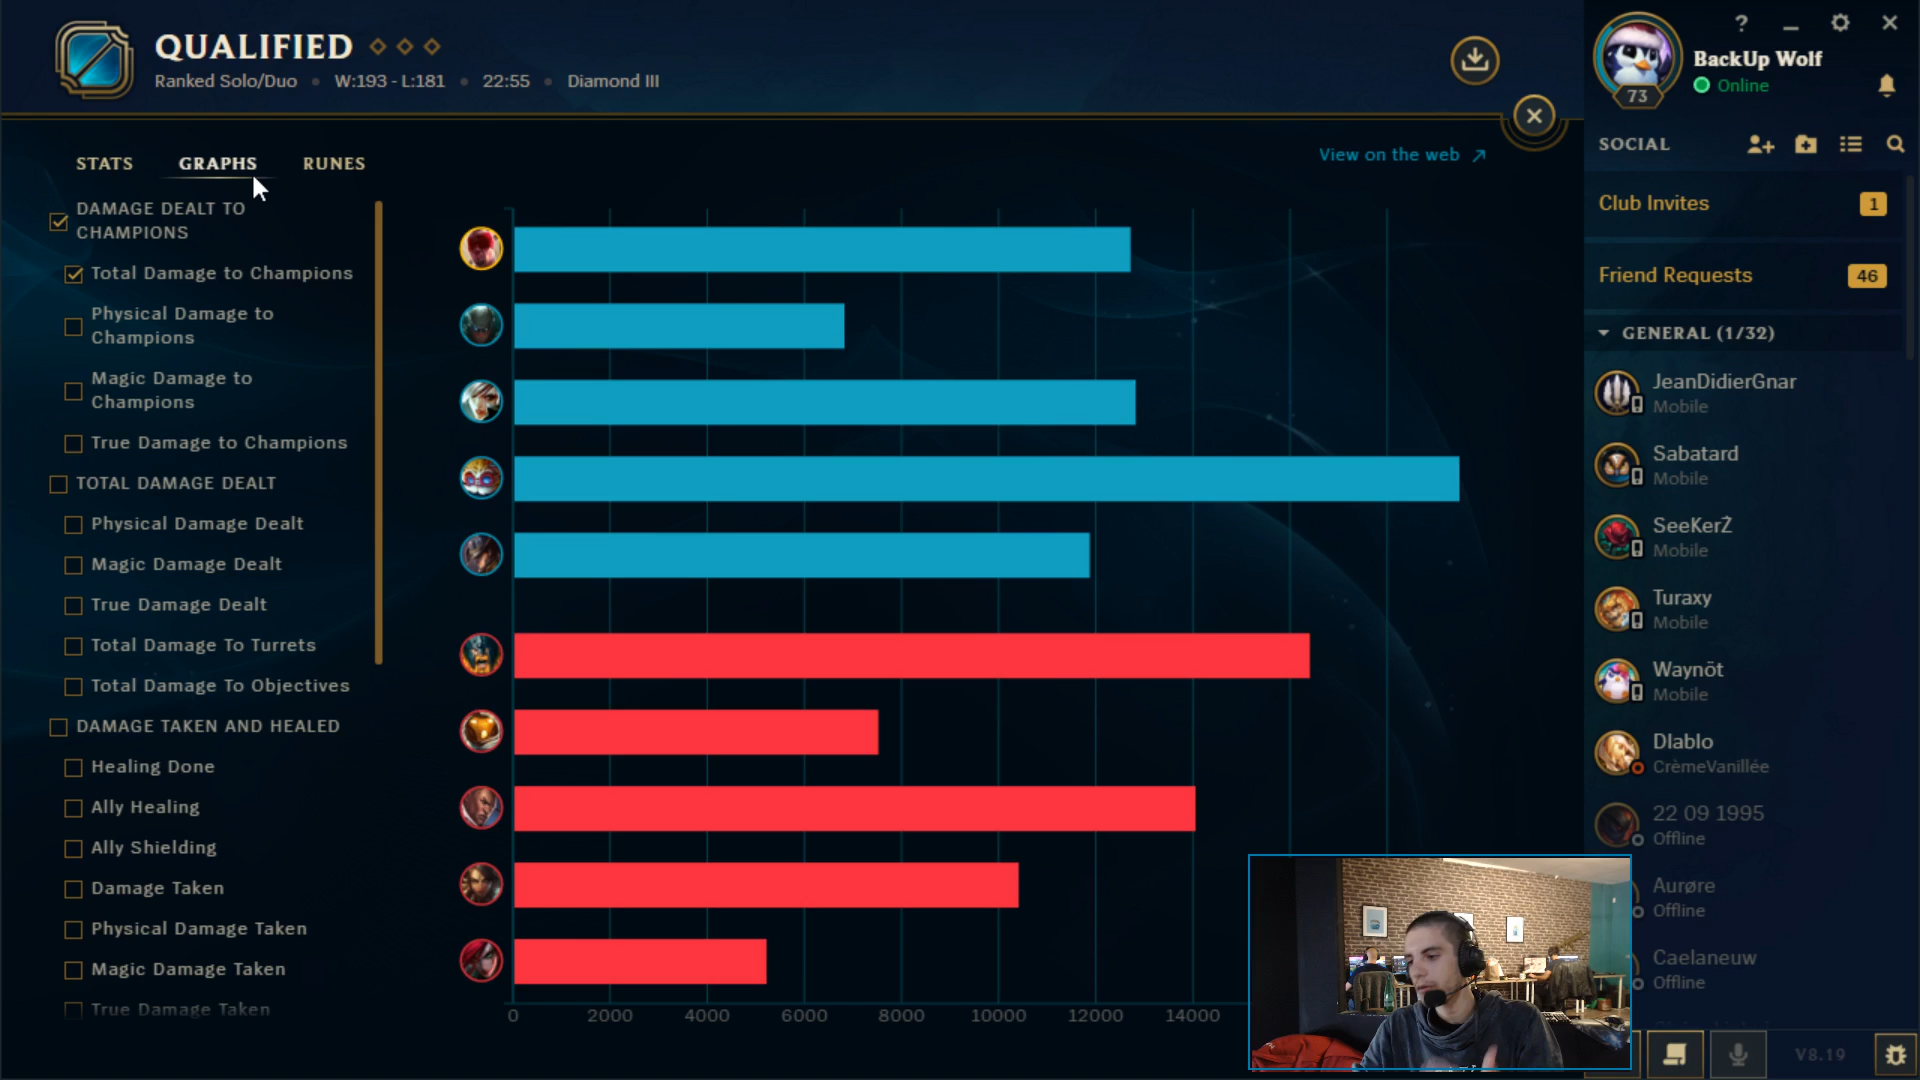 QUALIFIED
Ranked Solo/Duo • W:193 - L:181 • 22:55 • Diamond III
STATS GRAPHS RUNES
View on the web
DAMAGE DEALT TO
CHAMPIONS
Total Damage to Champions
Physical Damage to
Champions
Magic Damage to
Champions
True Damage to Champions
TOTAL DAMAGE DEALT
Physical Damage Dealt
Magic Damage Dealt
True Damage Dealt
Total Damage To Turrets
Total Damage To Objectives
DAMAGE TAKEN AND HEALED
Healing Done
Ally Healing
Ally Shielding
Damage Taken
Physical Damage Taken
Magic Damage Taken
True Damage Taken
0 2000 4000 6000 8000 10000 12000 14000
?
BackUp Wolf
Online
73
SOCIAL
Club Invites 1
Friend Requests 46
GENERAL (1/32)
JeanDidierGnar
Mobile
Sabatard
Mobile
SeeKerŻ
Mobile
Turaxy
Mobile
Waynōt
Mobile
Dlablo
CrèmeVanillée
22 09 1995
Offline
Aurøre
Offline
Caelaneuw
Offline
V8.19